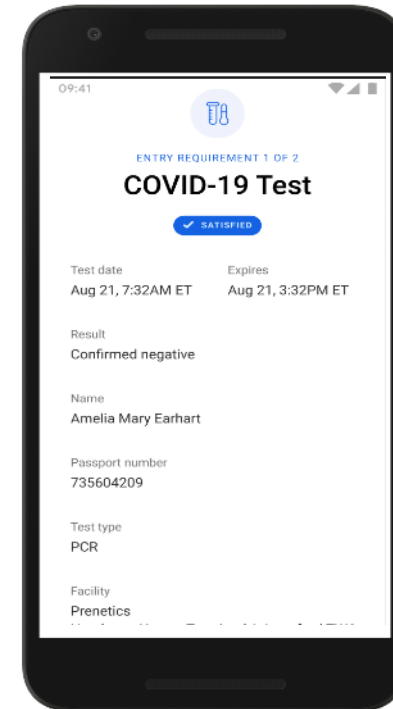 09:41
ENTRY REQUIREMENT 1 OF 2
COVID-19 Test
SATISFIED
Test date Expires
Aug 21, 7:32AM ET Aug 21, 3:32PM ET
Result
Confirmed negative
Name
Amelia Mary Earhart
Passport number
735604209
Test type
PCR
Facility
Prenetics